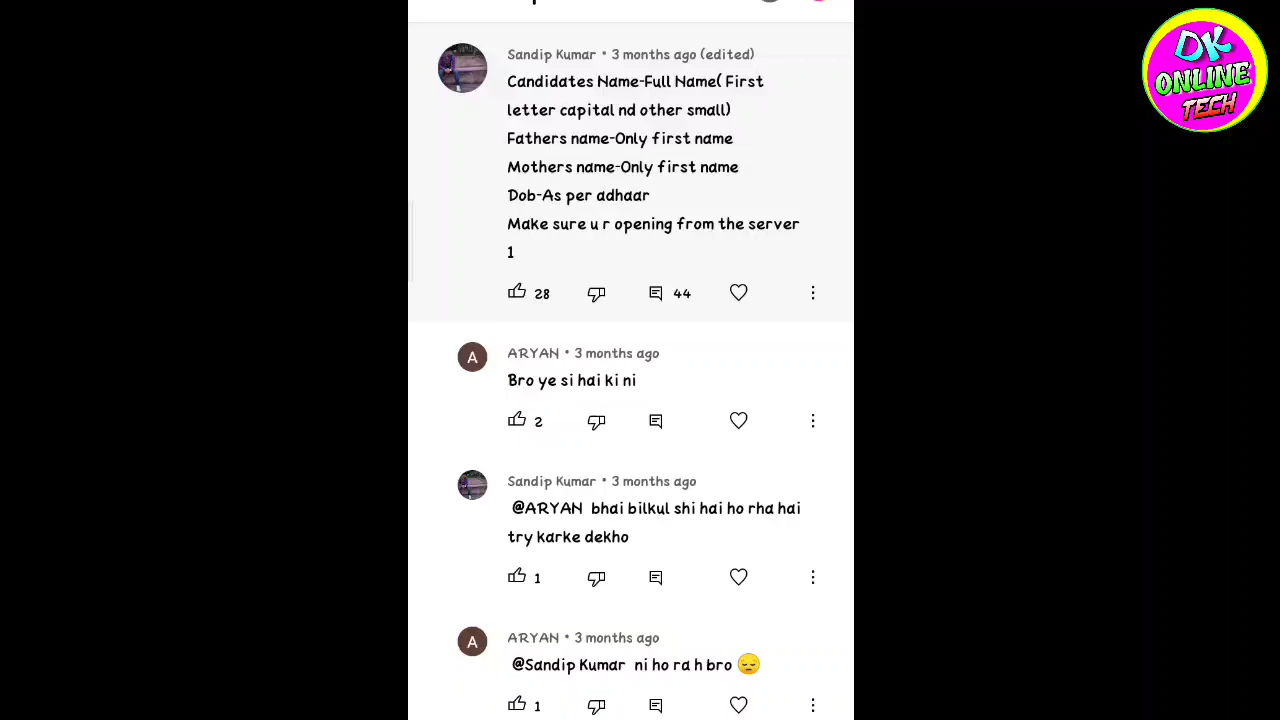 Sandip Kumar • 3 months ago (edited)
Candidates Name-Full Name( First
letter capital nd other small)
Fathers name-Only first name
Mothers name-Only first name
Dob-As per adhaar
Make sure u r opening from the server
1
28 44
A
ARYAN • 3 months ago
Bro ye si hai ki ni
2
Sandip Kumar • 3 months ago
@ARYAN bhai bilkul shi hai ho rha hai
try karke dekho
1
A
ARYAN • 3 months ago
@Sandip Kumar ni ho ra h bro 😔
1
DK
ONLINE
TECH